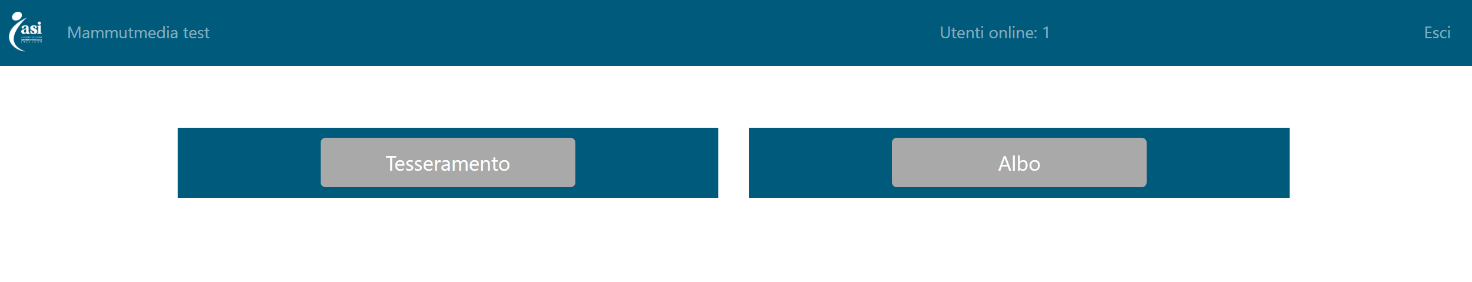 asi
Mammutmedia test
Utenti online: 1
Esci
Tesseramento
Albo